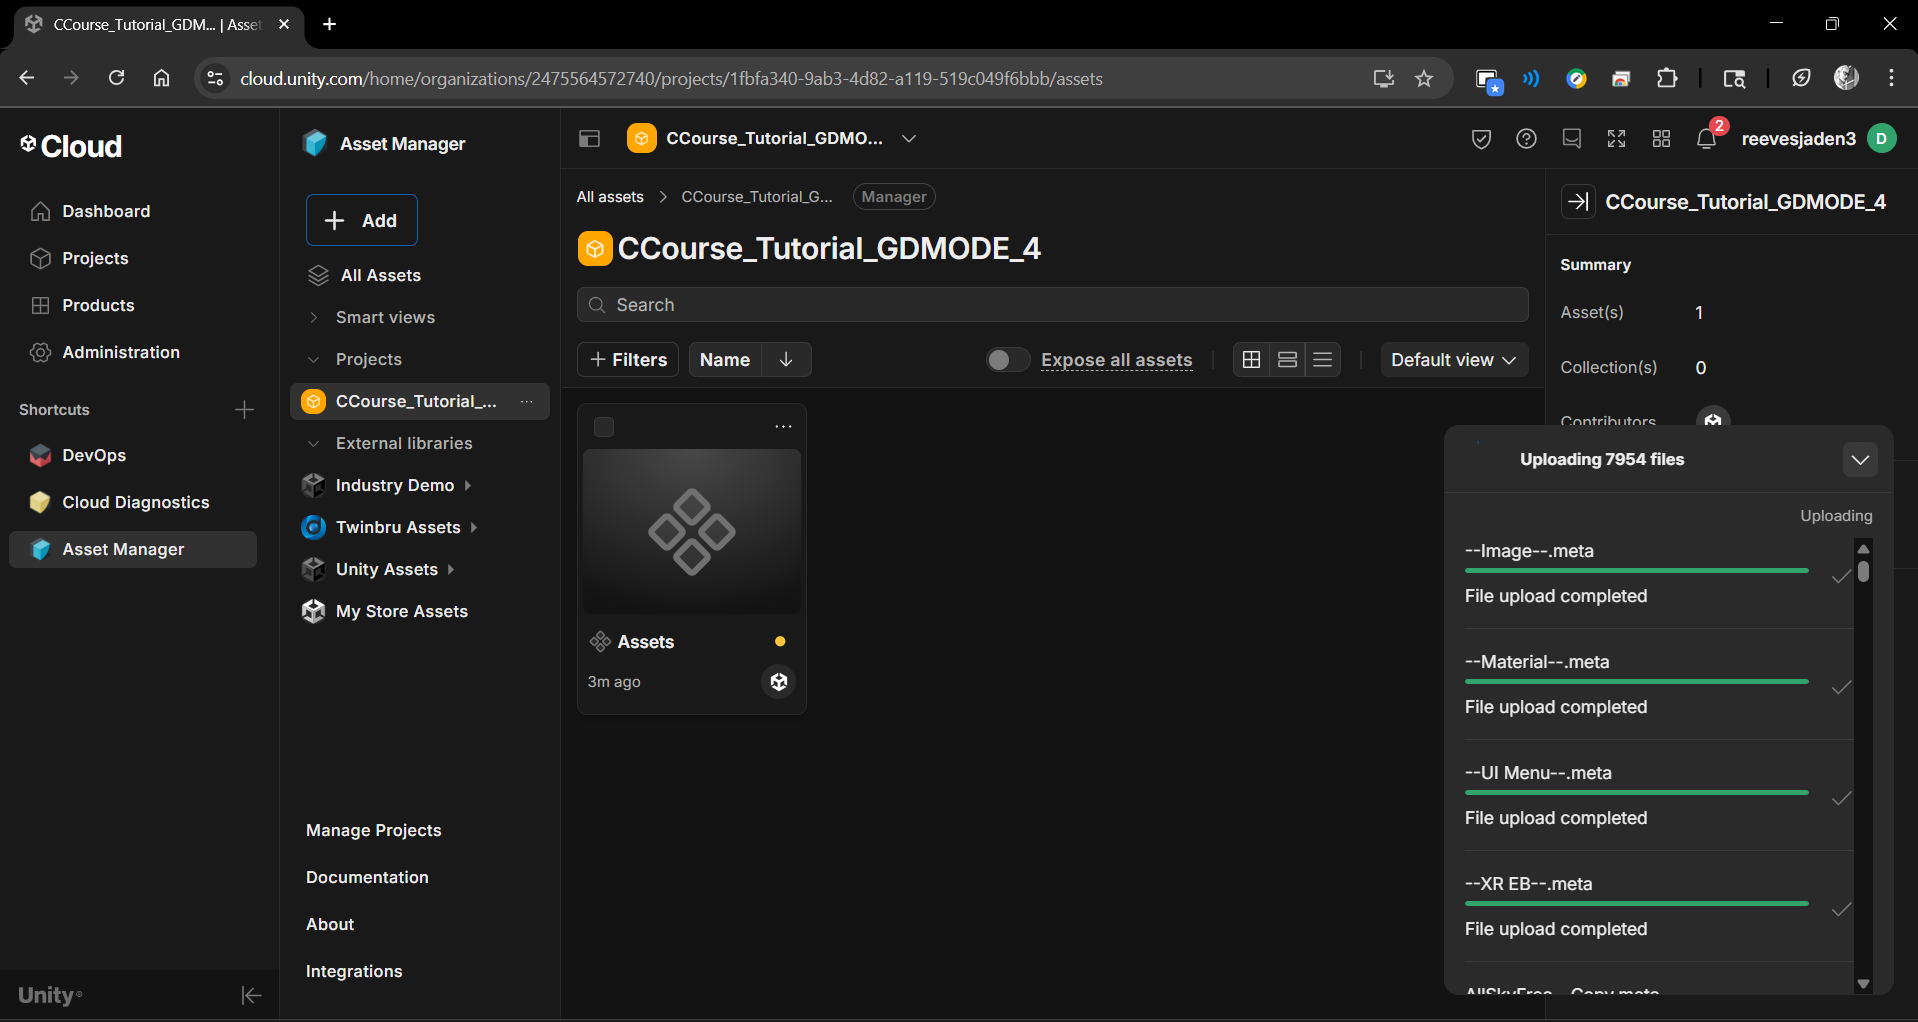 CCourse_Tutorial_GDM... | Asse
cloud.unity.com/home/organizations/2475564572740/projects/1fbfa340-9ab3-4d82-a119-519c049f6bbb/assets
Cloud
Dashboard
Projects
Products
Administration
Shortcuts
DevOps
Cloud Diagnostics
Asset Manager
Unity
Asset Manager
Add
All Assets
Smart views
Projects
CCourse_Tutorial_...
External libraries
Industry Demo
Twinbru Assets
Unity Assets
My Store Assets
Manage Projects
Documentation
About
Integrations
CCourse_Tutorial_GDMO...
2
reevesjaden3
D
All assets > CCourse_Tutorial_G... Manager
CCourse_Tutorial_GDMODE_4
Search
Filters
Name
Expose all assets
Default view
Assets
3m ago
CCourse_Tutorial_GDMODE_4
Summary
Asset(s) 1
Collection(s) 0
Contributors
Uploading 7954 files
Uploading
--Image--.meta
File upload completed
--Material--.meta
File upload completed
--UI Menu--.meta
File upload completed
--XR EB--.meta
File upload completed